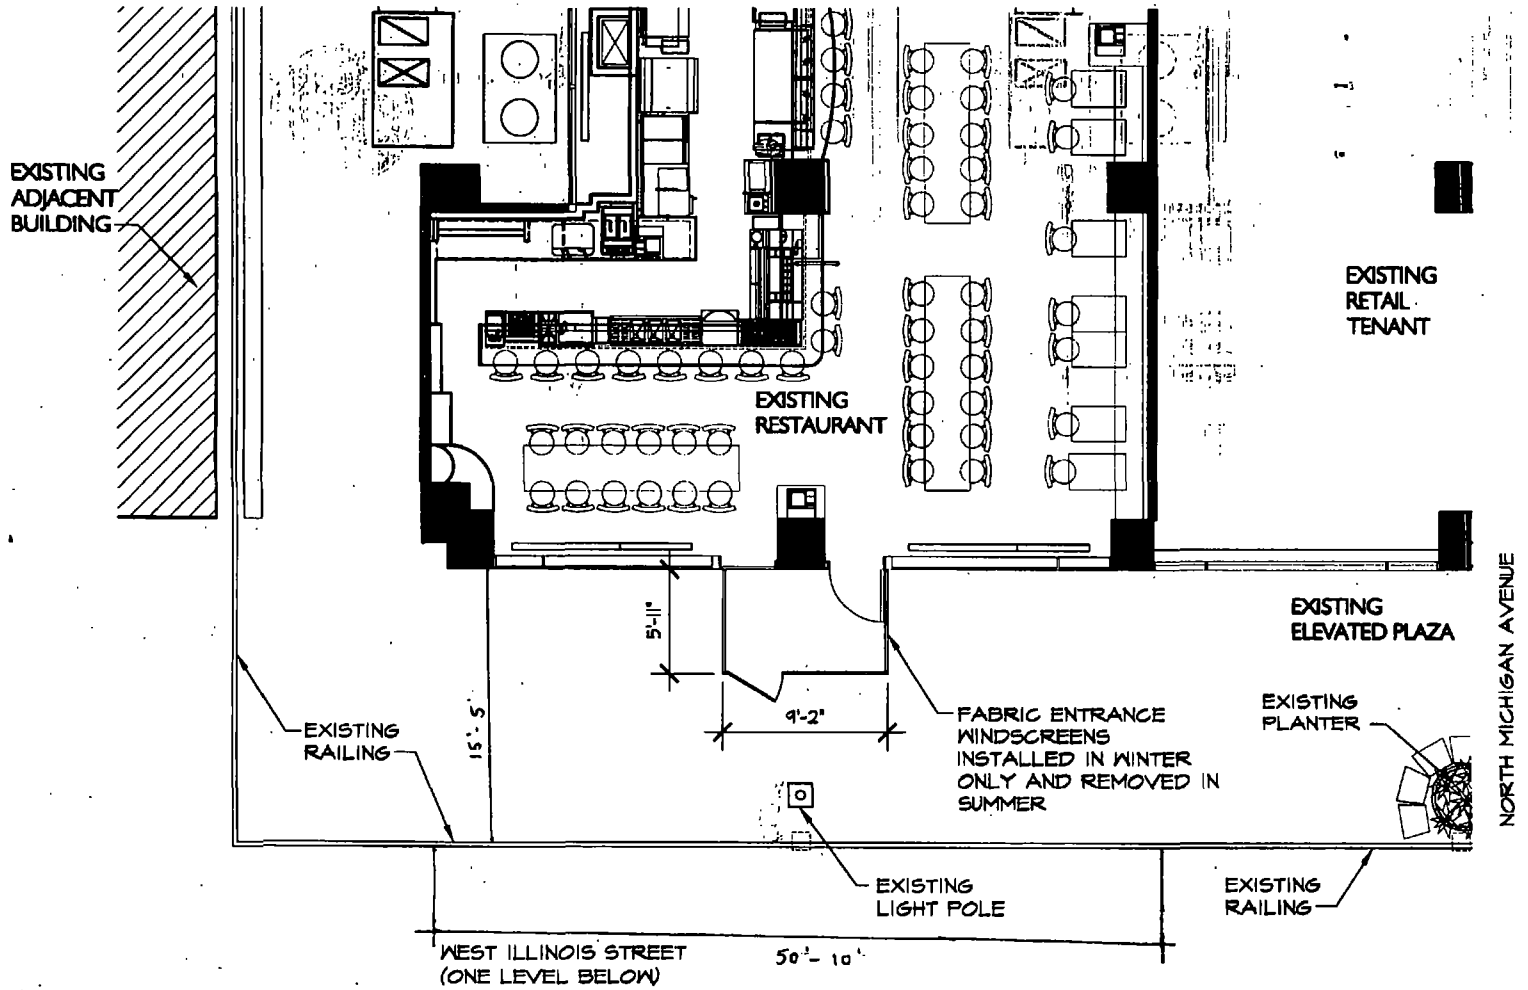 EXISTING
ADJACENT
BUILDING
EXISTING
RETAIL
TENANT
EXISTING
RESTAURANT
EXISTING
ELEVATED PLAZA
NORTH MICHIGAN AVENUE
5'-11"
15'-5'
9'-2"
EXISTING
RAILING
FABRIC ENTRANCE
WINDSCREENS
INSTALLED IN WINTER
ONLY AND REMOVED IN
SUMMER
EXISTING
PLANTER
EXISTING
LIGHT POLE
EXISTING
RAILING
WEST ILLINOIS STREET
(ONE LEVEL BELOW)
50'-10'